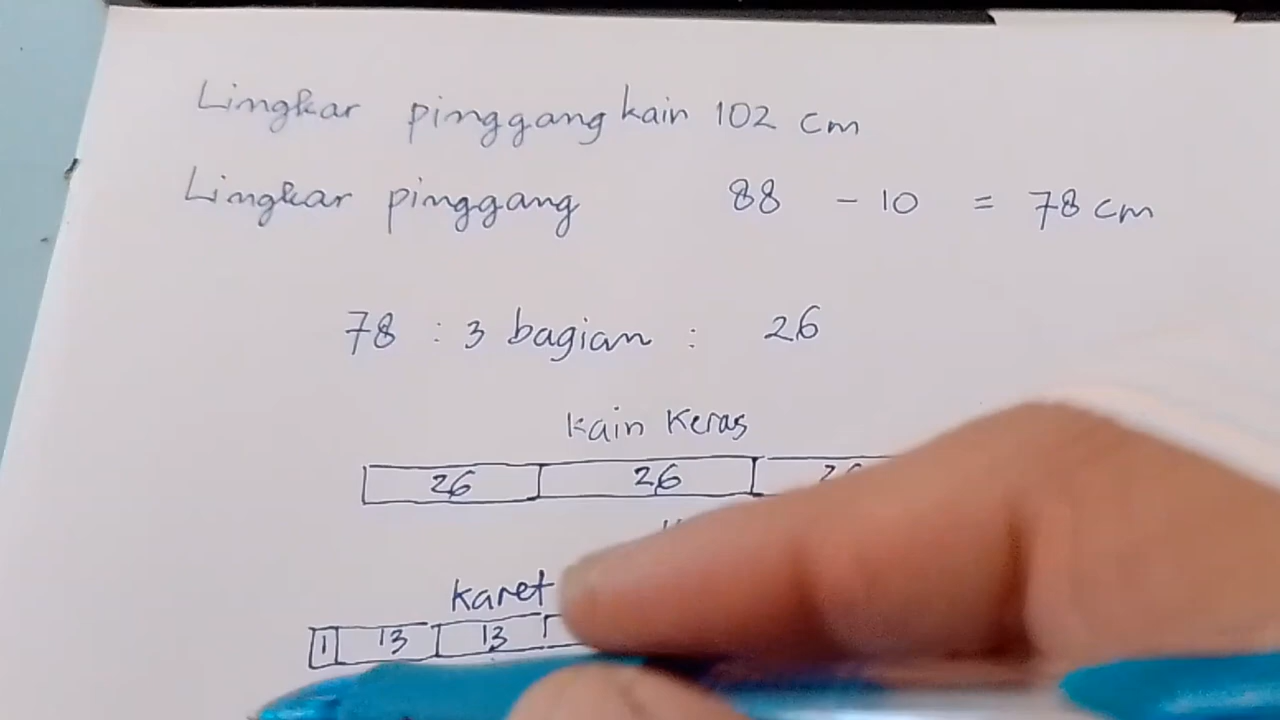 Lingkar pinggang kain 102 cm
Lingkar pinggang 88 - 10 = 78 cm
78 : 3 bagian : 26
Kain Keras
26 26 26
Karet
1 13 13